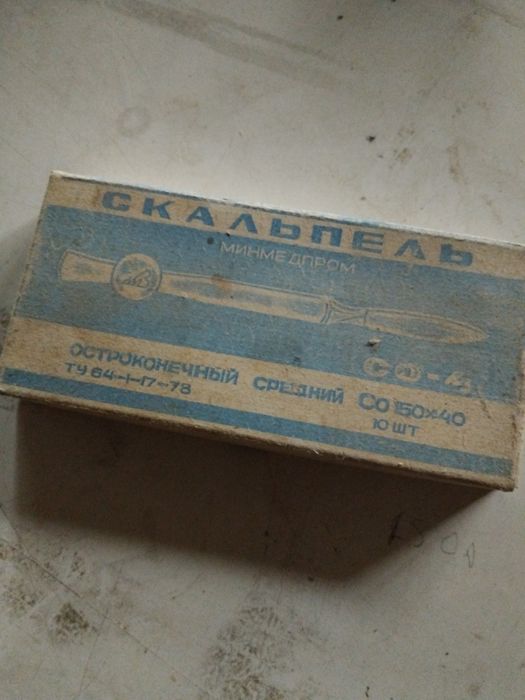 СКАЛЬПЕЛЬ
МИНМЕДПРОМ
СО-4
ОСТРОКОНЕЧНЫЙ СРЕДНИЙ СО 150×40
ТУ 64-1-17-78
10 ШТ